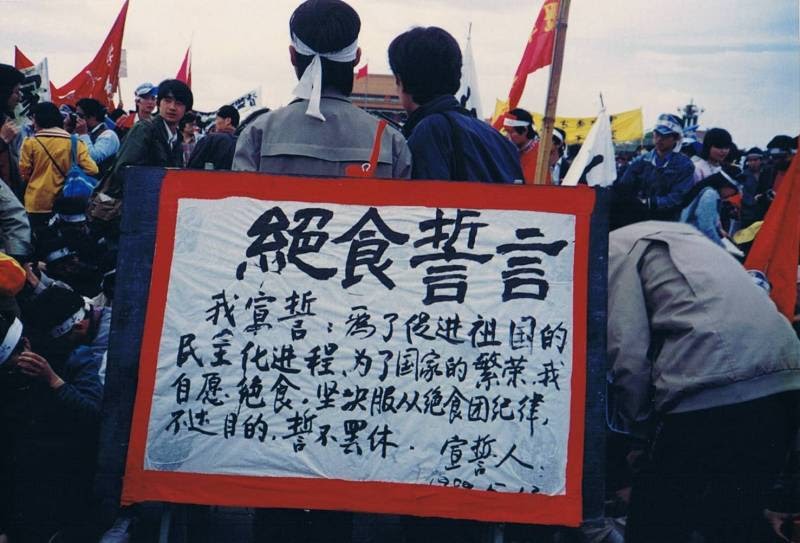 絕食誓言
我宣誓:為了促进祖国的
民主化进程、为了国家的繁荣,我
自愿絕食,坚决服从绝食团纪律,
不达目的,誓不罢休.
宣誓人.